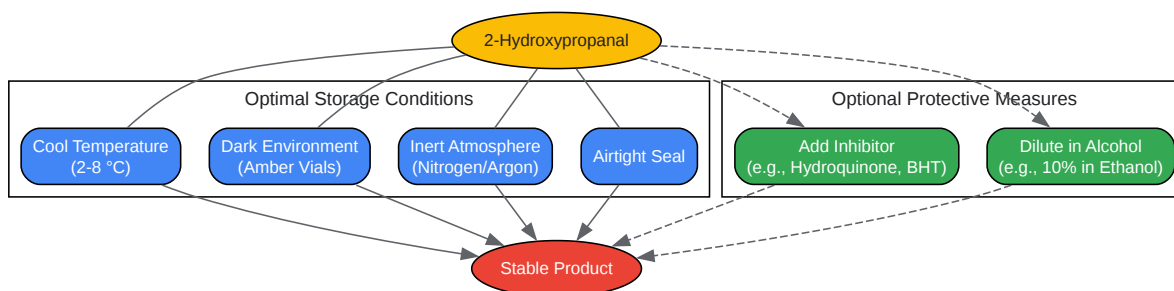 2-Hydroxypropanal
Optimal Storage Conditions
Optional Protective Measures
Cool Temperature
(2-8 °C)
Dark Environment
(Amber Vials)
Inert Atmosphere
(Nitrogen/Argon)
Airtight Seal
Add Inhibitor
(e.g., Hydroquinone, BHT)
Dilute in Alcohol
(e.g., 10% in Ethanol)
Stable Product